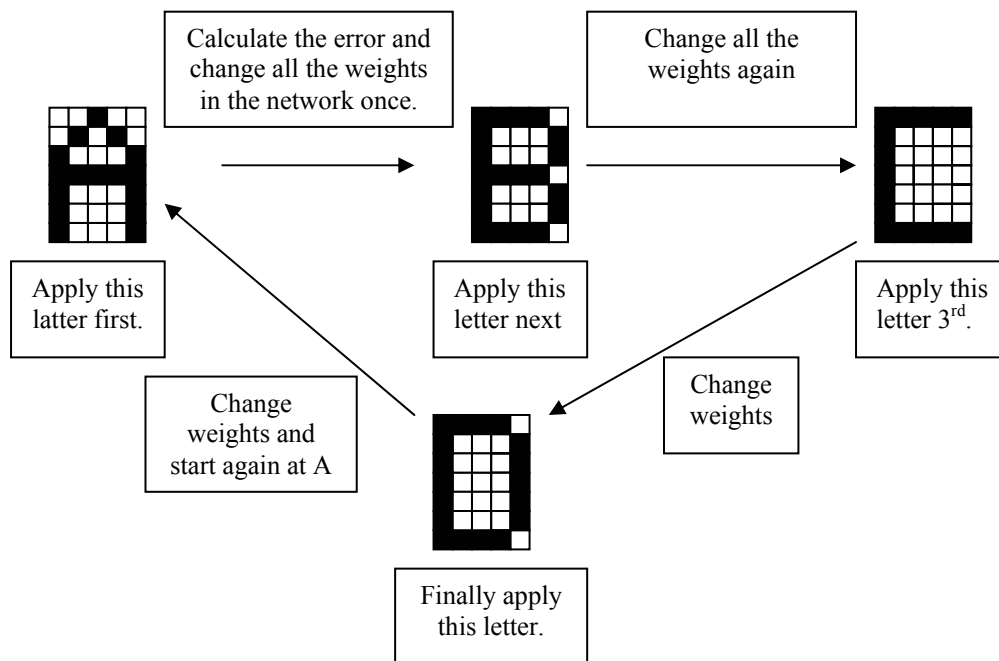 Calculate the error and
change all the weights
in the network once.
Change all the
weights again
Apply this
latter first.
Apply this
letter next
Apply this
letter 3rd.
Change
weights and
start again at A
Change
weights
Finally apply
this letter.